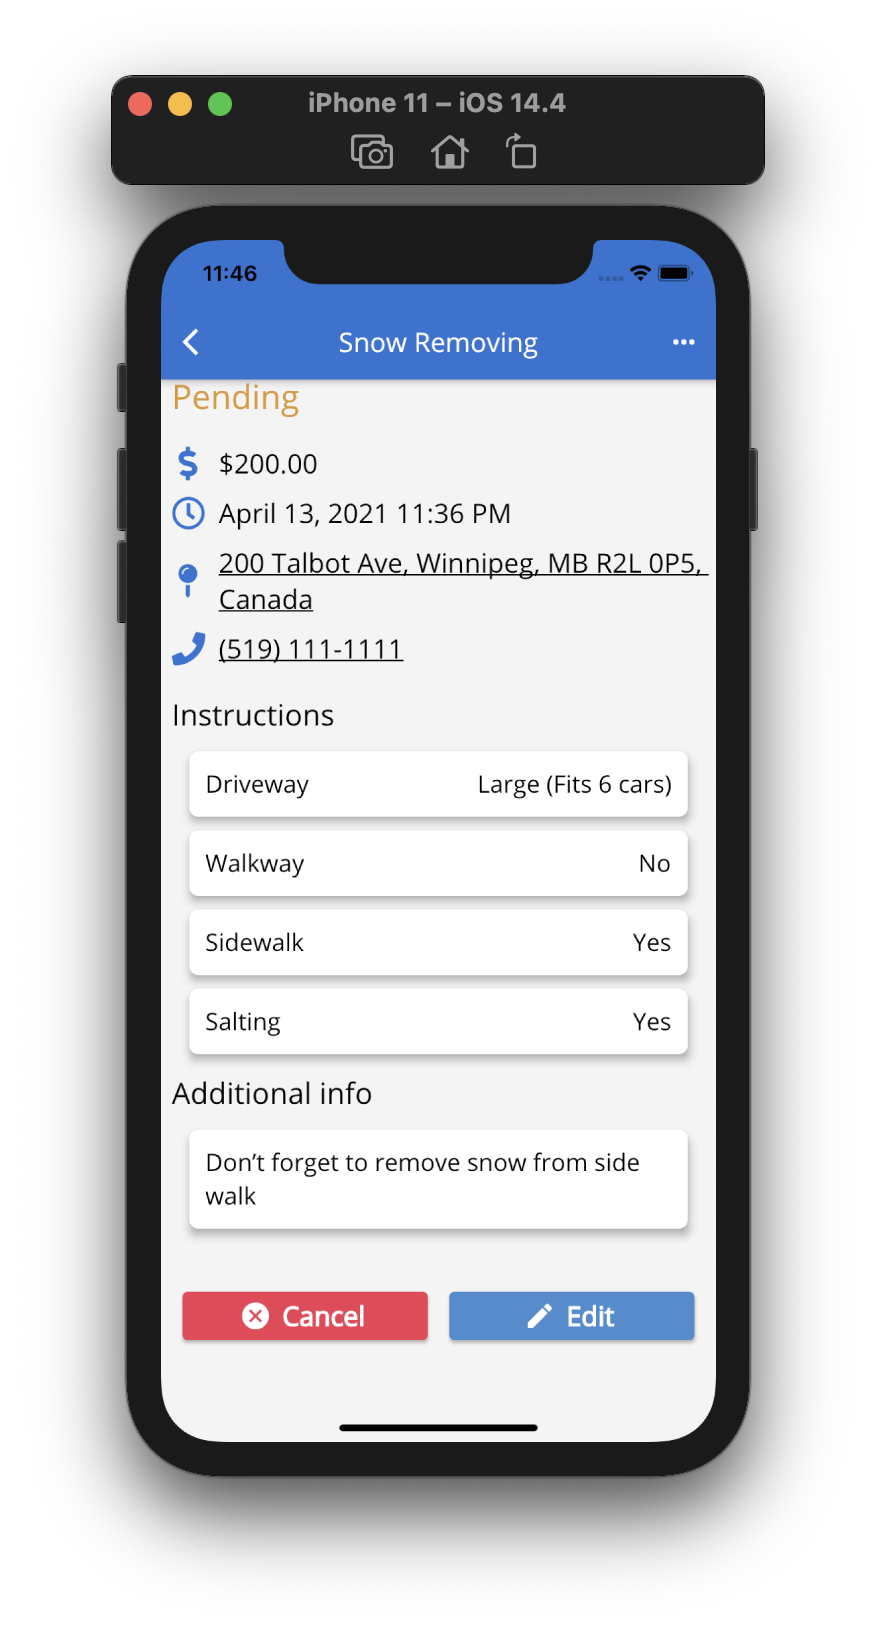 iPhone 11 – iOS 14.4
11:46
Snow Removing
Pending
$200.00
April 13, 2021 11:36 PM
200 Talbot Ave, Winnipeg, MB R2L 0P5,
Canada
(519) 111-1111
Instructions
Driveway Large (Fits 6 cars)
Walkway No
Sidewalk Yes
Salting Yes
Additional info
Don’t forget to remove snow from side
walk
Cancel Edit